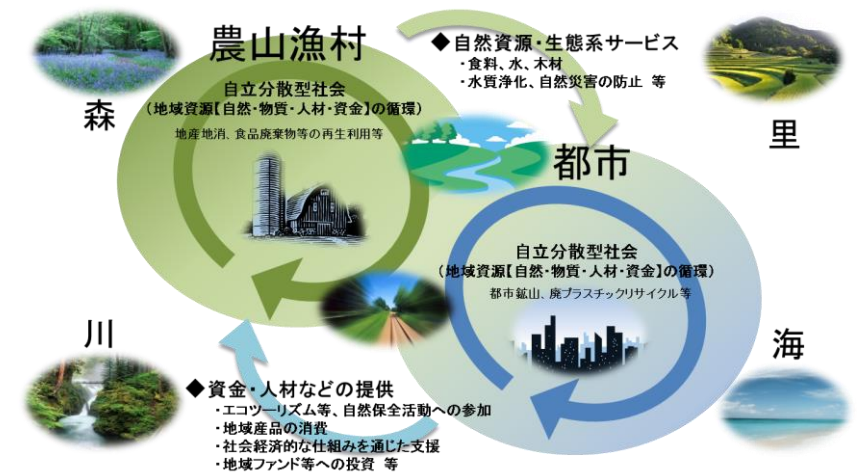 農山漁村
自立分散型社会
(地域資源【自然・物質・人材・資金】の循環)
地産地消、食品廃棄物等の再生利用等
◆自然資源・生態系サービス
・食料、水、木材
・水質浄化、自然災害の防止 等
森
里
都市
自立分散型社会
(地域資源【自然・物質・人材・資金】の循環)
都市鉱山、廃プラスチックリサイクル等
川
海
◆資金・人材などの提供
・エコツーリズム等、自然保全活動への参加
・地域産品の消費
・社会経済的な仕組みを通じた支援
・地域ファンド等への投資 等